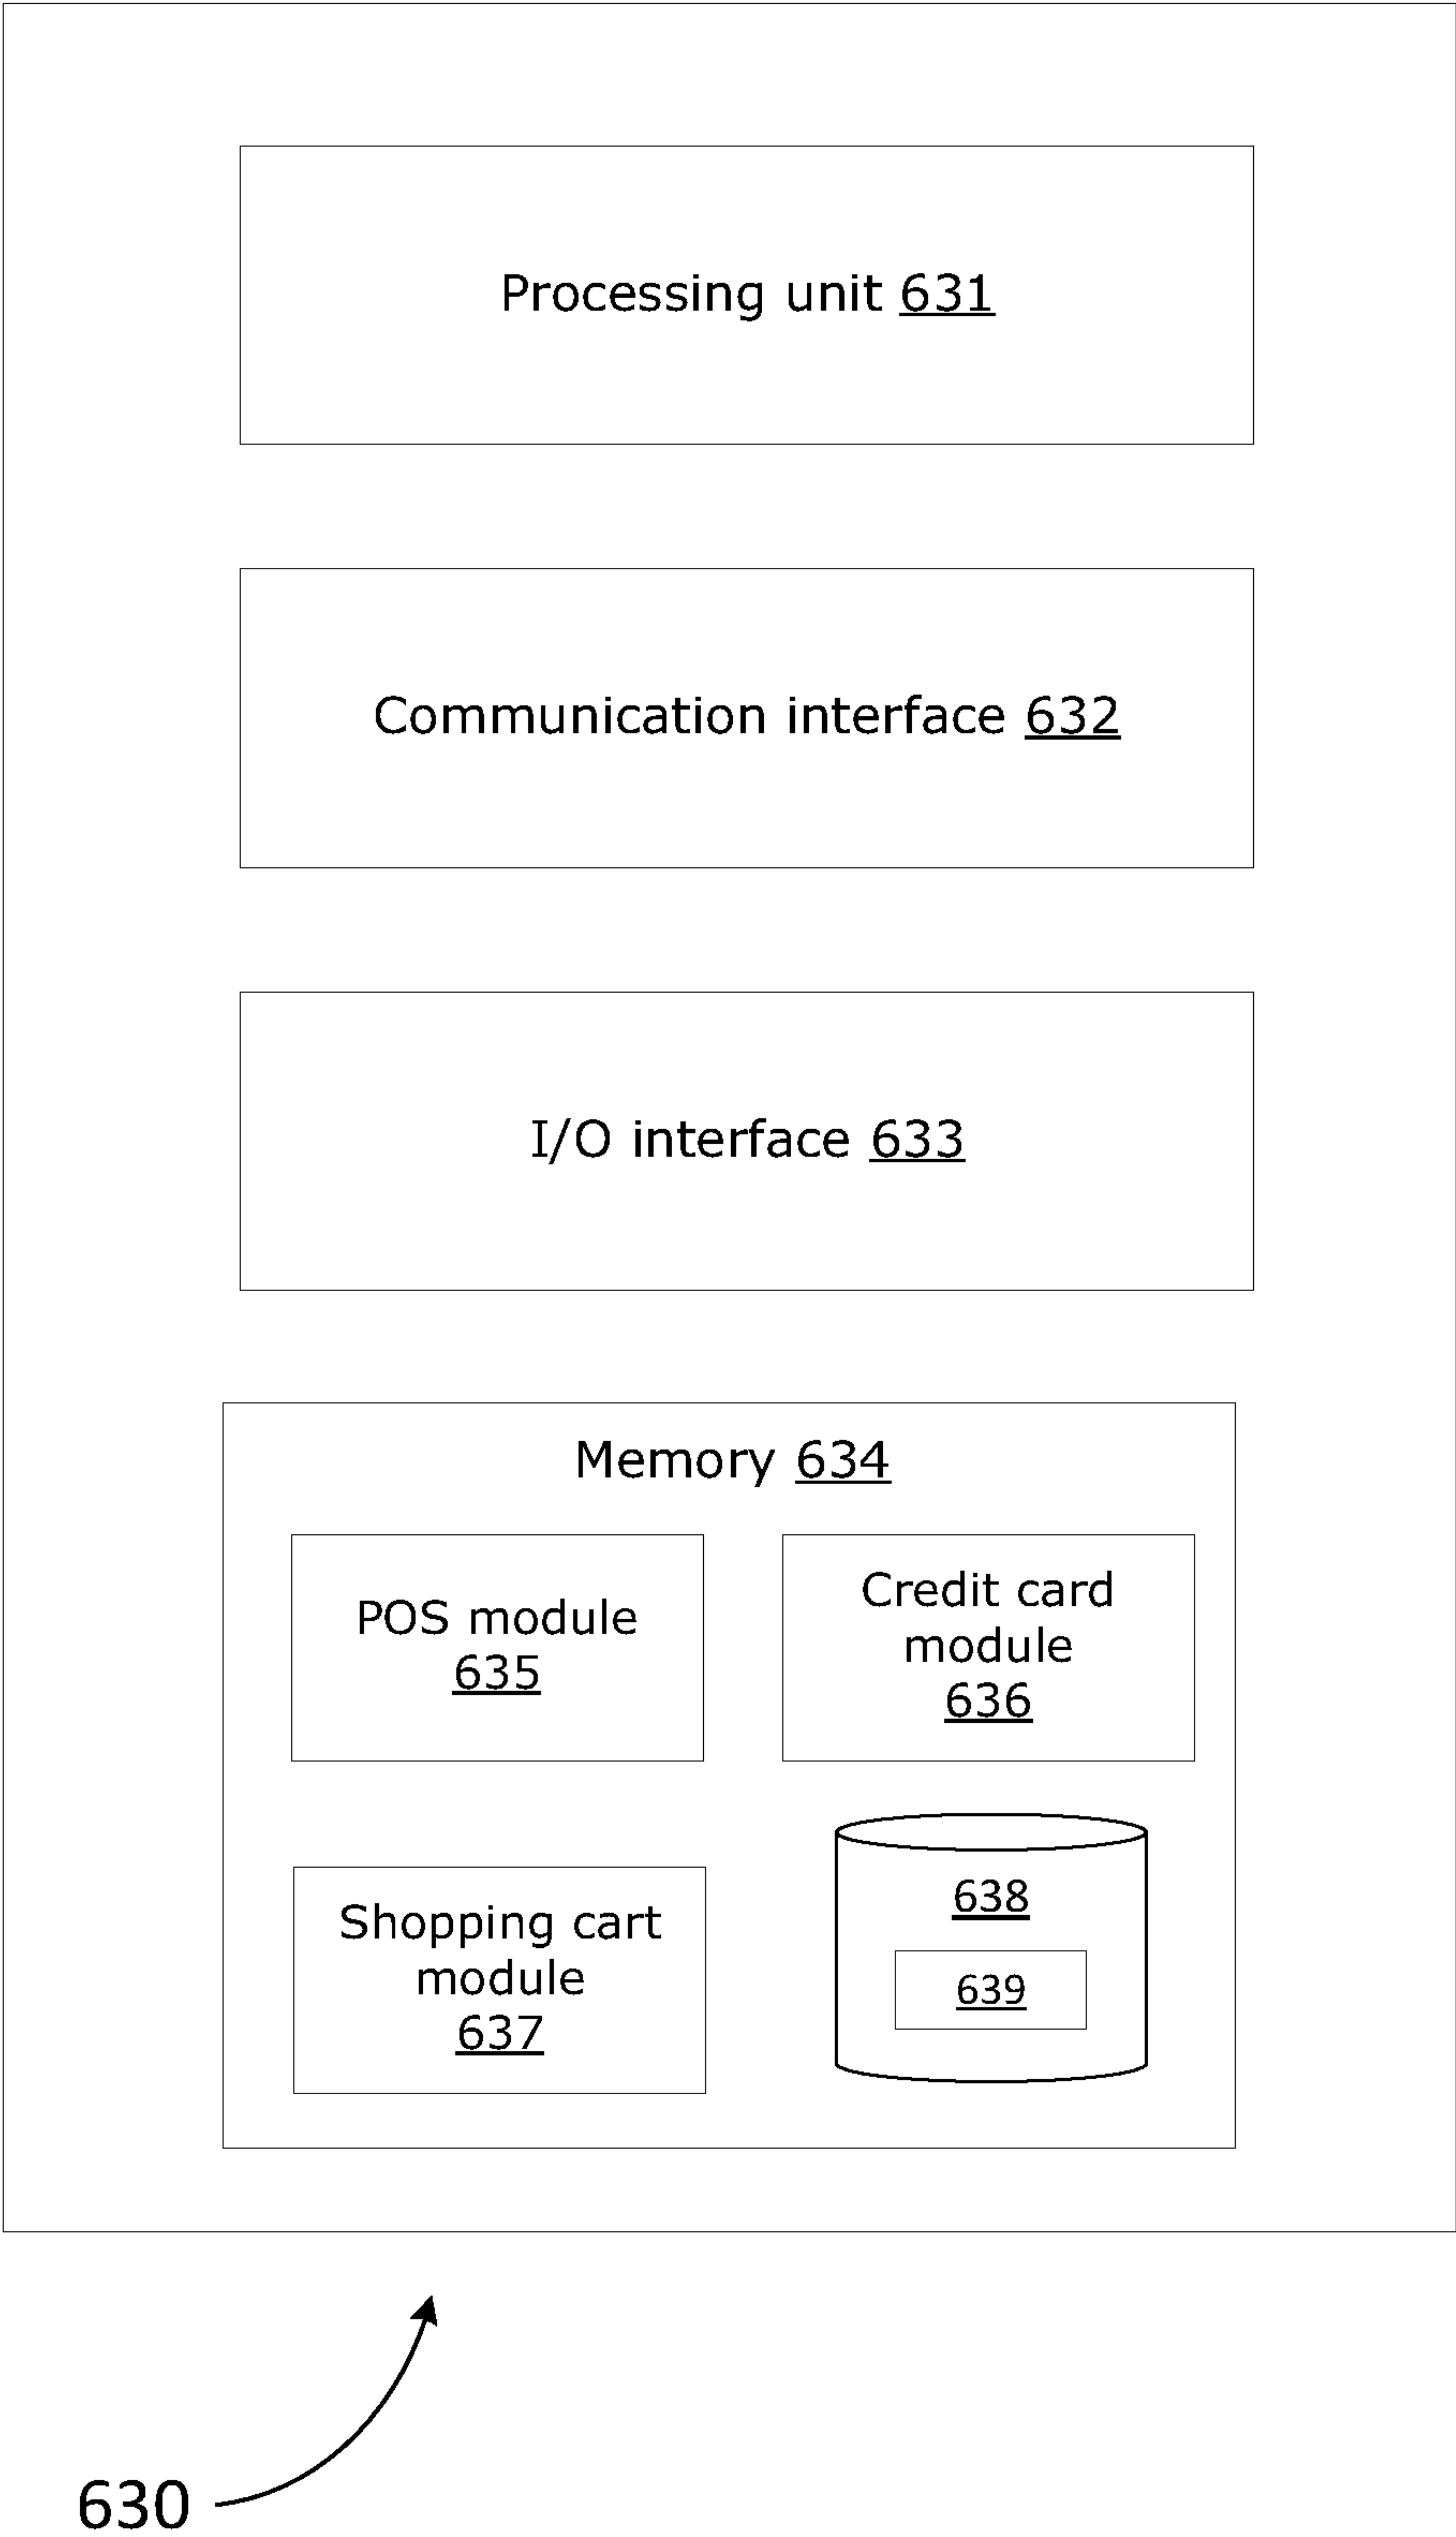 Processing unit 631
Communication interface 632
I/O interface 633
Memory 634
POS module
635
Credit card
module
636
Shopping cart
module
637
638
639
630